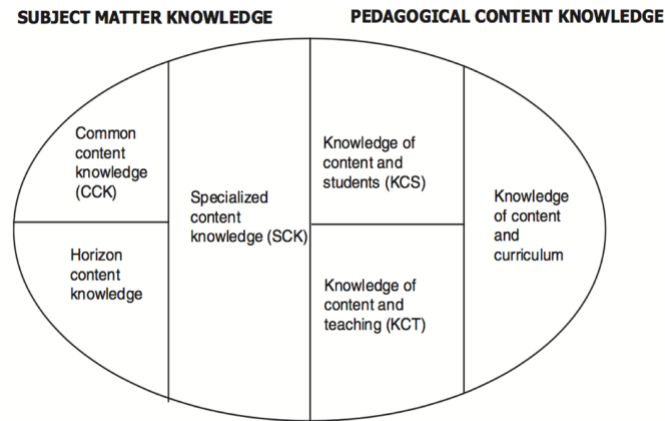 SUBJECT MATTER KNOWLEDGE
PEDAGOGICAL CONTENT KNOWLEDGE
Common
content
knowledge
(CCK)
Horizon
content
knowledge
Specialized
content
knowledge (SCK)
Knowledge of
content and
students (KCS)
Knowledge of
content and
teaching (KCT)
Knowledge
of content
and
curriculum